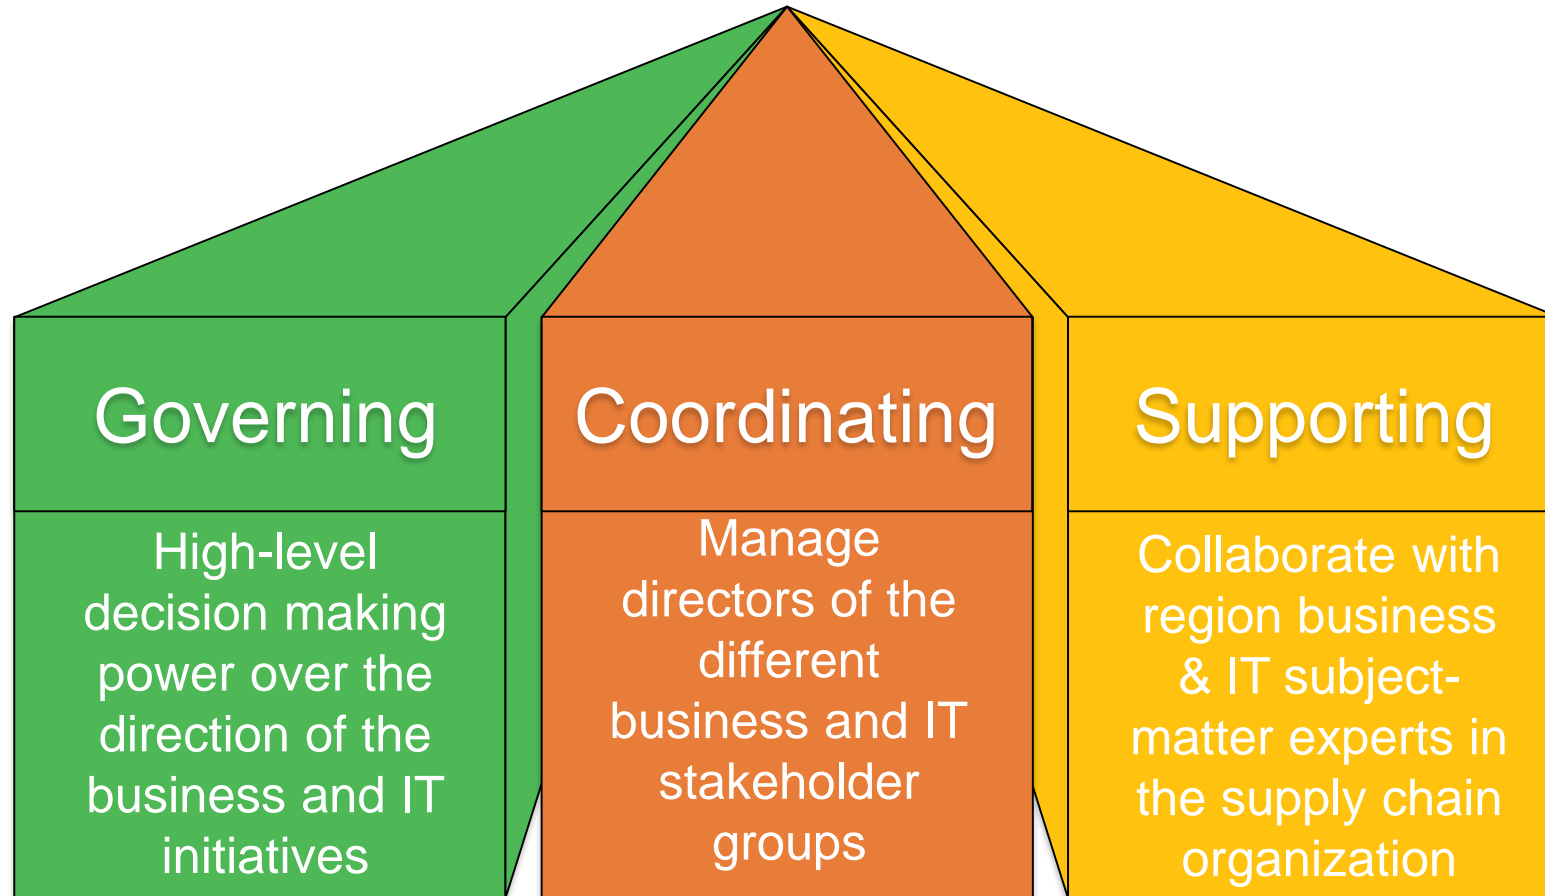 Governing
High-level
decision making
power over the
direction of the
business and IT
initiatives
Coordinating
Manage
directors of the
different
business and IT
stakeholder
groups
Supporting
Collaborate with
region business
& IT subject-
matter experts in
the supply chain
organization